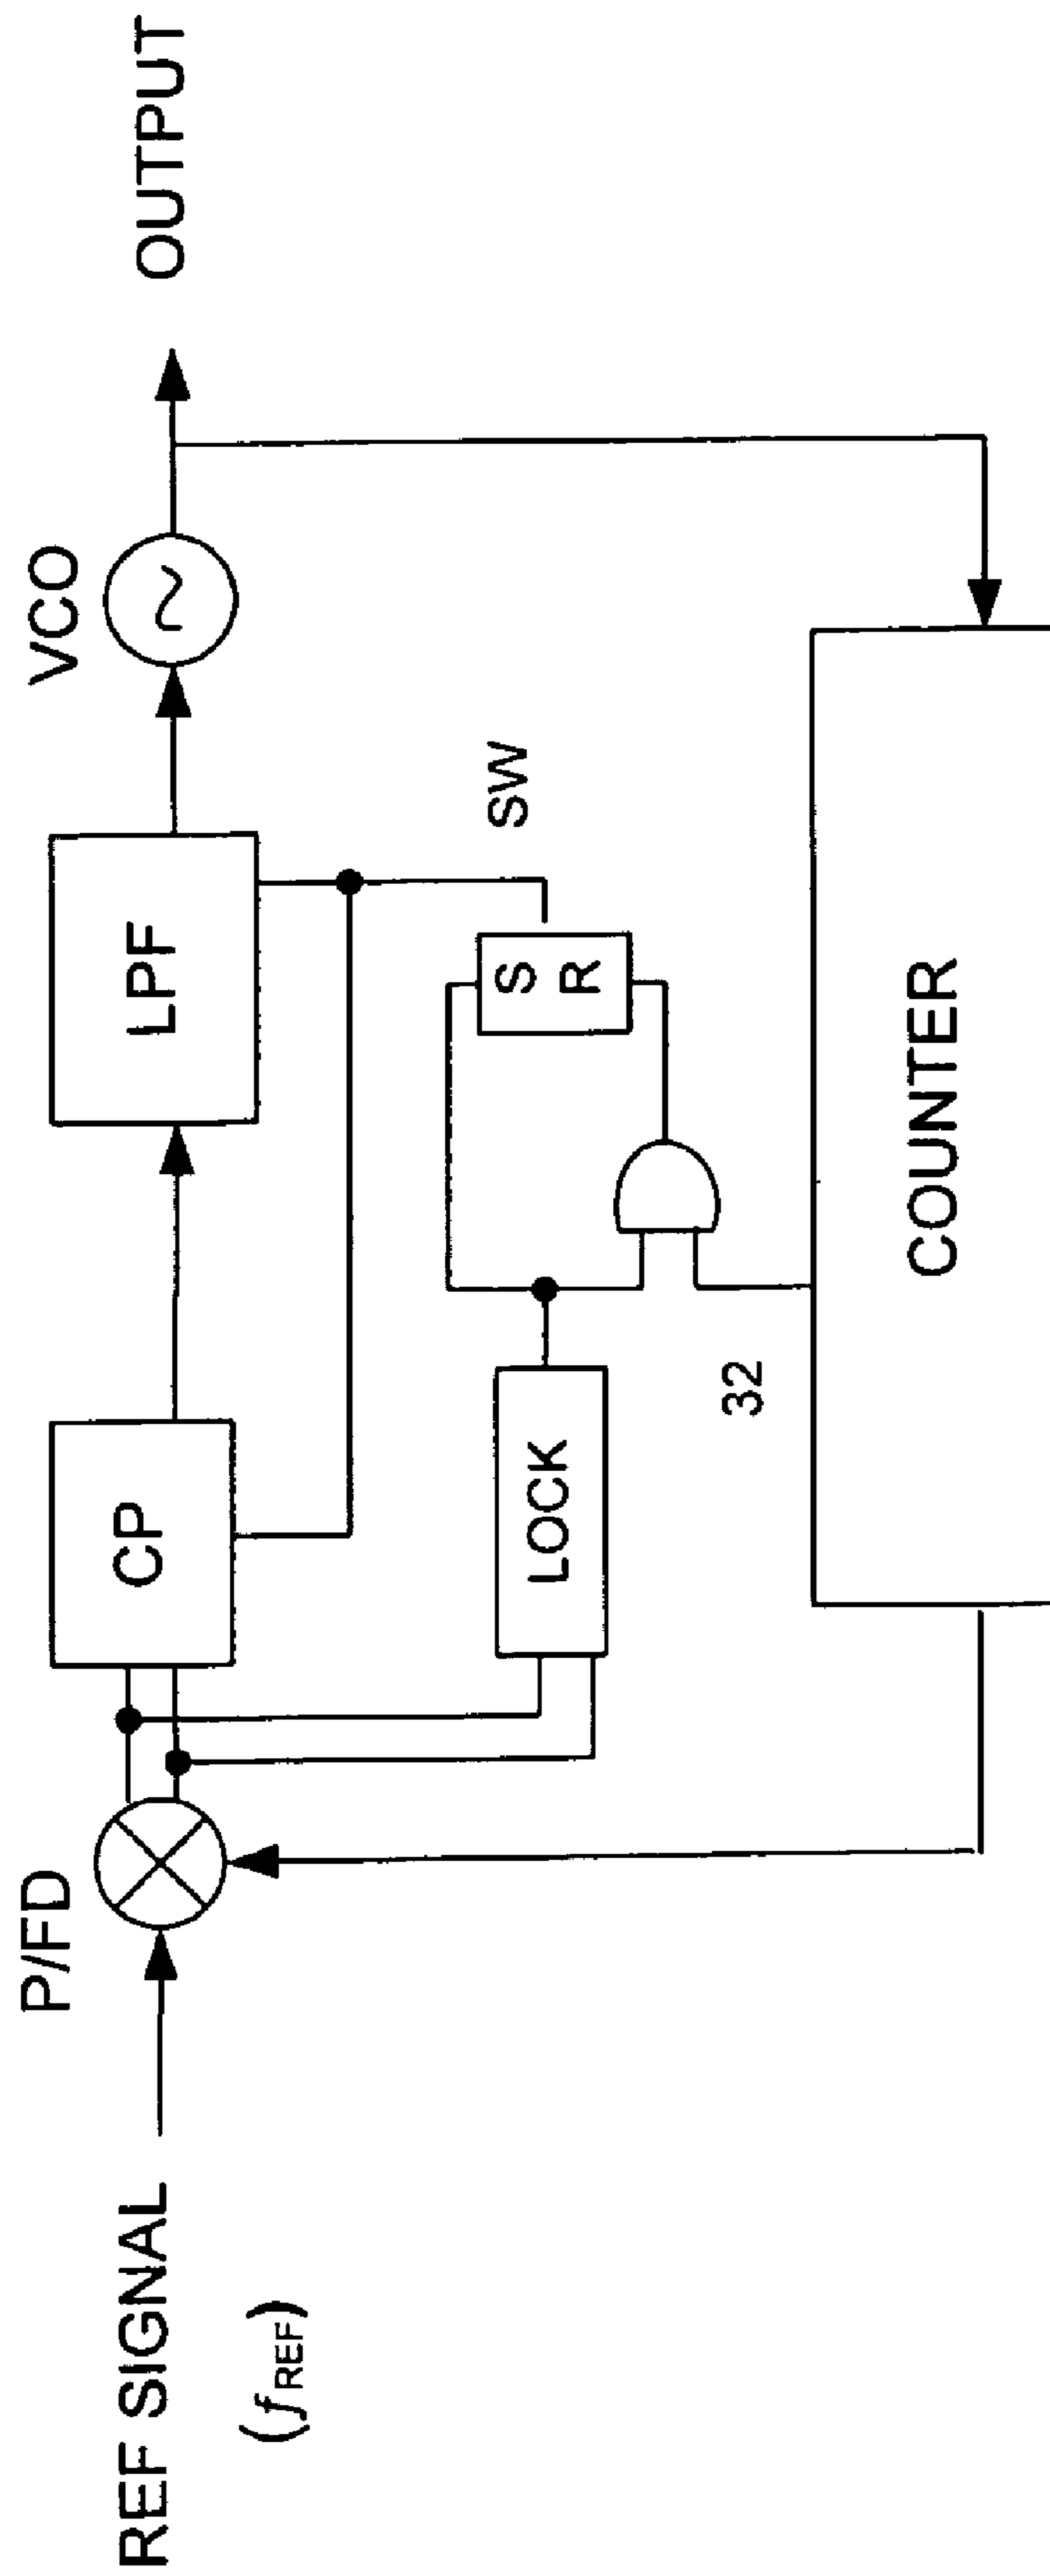 P/FD
VCO
REF SIGNAL
(fREF)
CP
LPF
OUTPUT
SW
LOCK
S
R
32
COUNTER